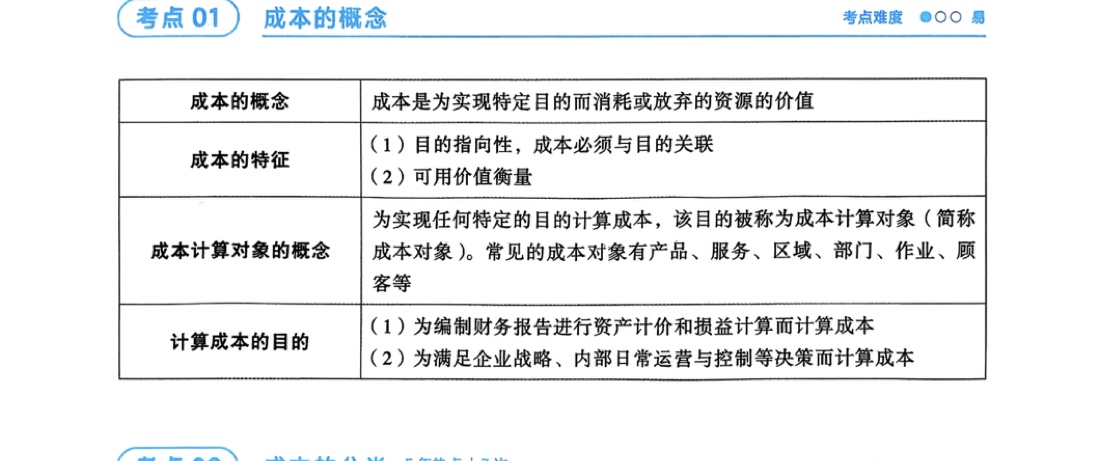 考点 01 成本的概念 考点难度 易
成本的概念 成本是为实现特定目的而消耗或放弃的资源的价值
成本的特征 （1）目的指向性，成本必须与目的关联
（2）可用价值衡量
成本计算对象的概念 为实现任何特定的目的计算成本，该目的被称为成本计算对象（简称
成本对象）。常见的成本对象有产品、服务、区域、部门、作业、顾
客等
计算成本的目的 （1）为编制财务报告进行资产计价和损益计算而计算成本
（2）为满足企业战略、内部日常运营与控制等决策而计算成本